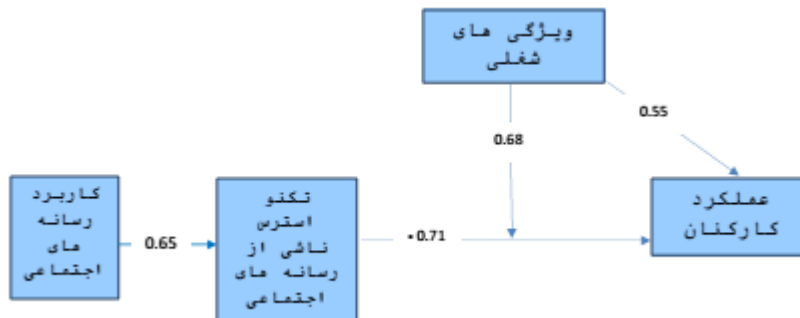 ویژگی های
شغلی
0.55
0.68
کاربرد
رسانه
های
اجتماعی
0.65
تکنو
استرس
ناشی از
رسانه های
اجتماعی
-0.71
عملکرد
کارکنان